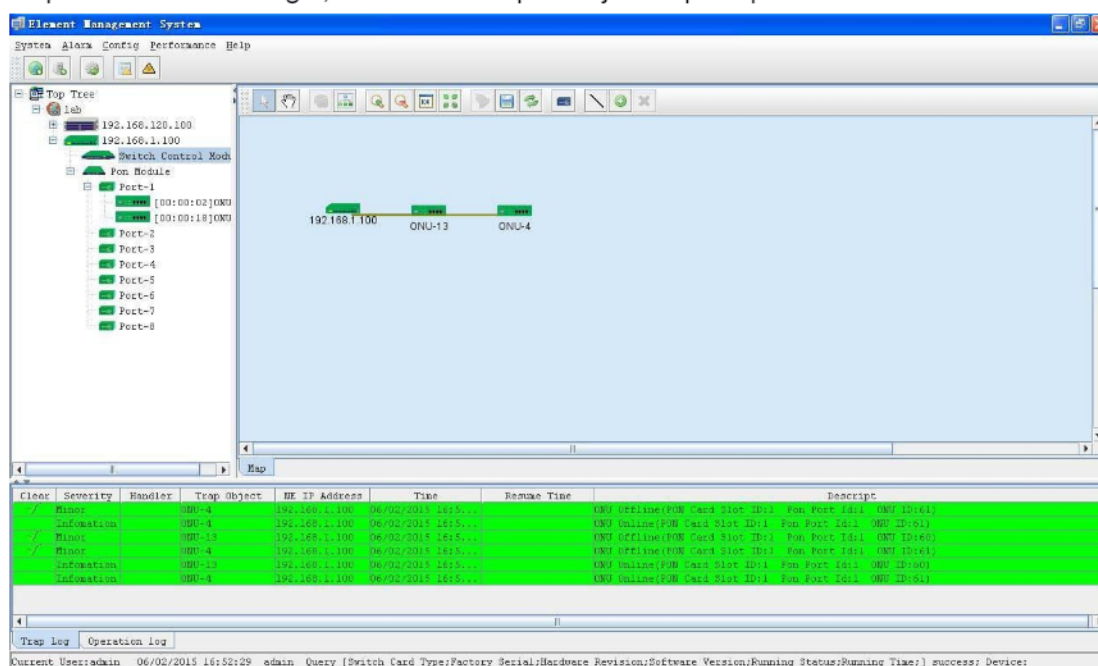 Element Management System
System Alarm Config Performance Help
Top Tree
lab
192.168.120.100
192.168.1.100
Switch Control Modu
Pon Module
Port-1
[00:00:02]ONU
[00:00:18]ONU
Port-2
Port-3
Port-4
Port-5
Port-6
Port-7
Port-8
192.168.1.100 ONU-13 ONU-4
Map
Clear Severity Handler Trap Object NE IP Address Time Resume Time Descript
Minor ONU-4 192.168.1.100 06/02/2015 16:5... ONU Offline(PON Card Slot ID:1 Pon Port Id:1 ONU ID:61)
Infomation ONU-4 192.168.1.100 06/02/2015 16:5... ONU Online(PON Card Slot ID:1 Pon Port Id:1 ONU ID:61)
Minor ONU-13 192.168.1.100 06/02/2015 16:5... ONU Offline(PON Card Slot ID:1 Pon Port Id:1 ONU ID:60)
Minor ONU-4 192.168.1.100 06/02/2015 16:5... ONU Offline(PON Card Slot ID:1 Pon Port Id:1 ONU ID:61)
Infomation ONU-13 192.168.1.100 06/02/2015 16:5... ONU Online(PON Card Slot ID:1 Pon Port Id:1 ONU ID:60)
Infomation ONU-4 192.168.1.100 06/02/2015 16:5... ONU Online(PON Card Slot ID:1 Pon Port Id:1 ONU ID:61)
Trap Log Operation log
Current User:admin 06/02/2015 16:52:29 admin Query [Switch Card Type;Factory Serial;Hardware Revision;Software Version;Running Status;Running Time;] success; Device: